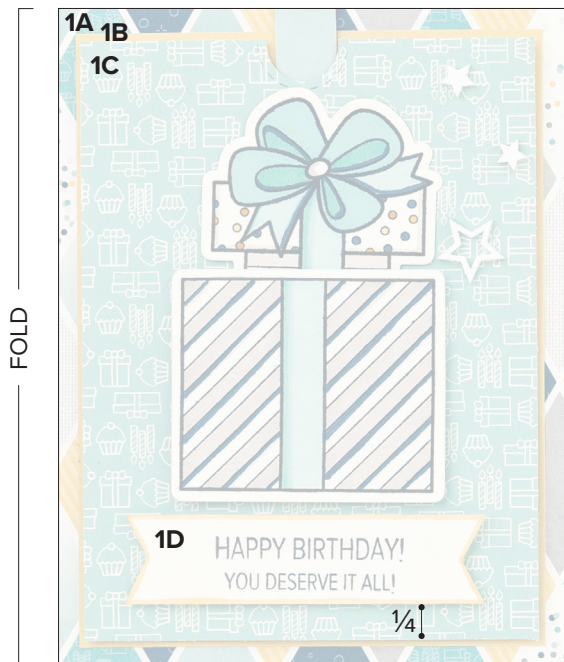 1A
1B
1C
FOLD
1D
HAPPY BIRTHDAY!
YOU DESERVE IT ALL!
¼